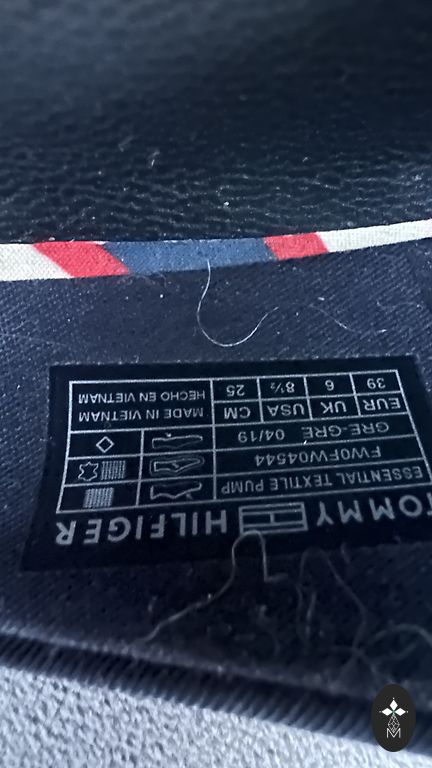 TOMMY HILFIGER
ESSENTIAL TEXTILE PUMP
FW0FW04544
GRE-GRE 04/19
EUR UK USA CM MADE IN VIETNAM
39 6 8½ 25 HECHO EN VIETNAM
M